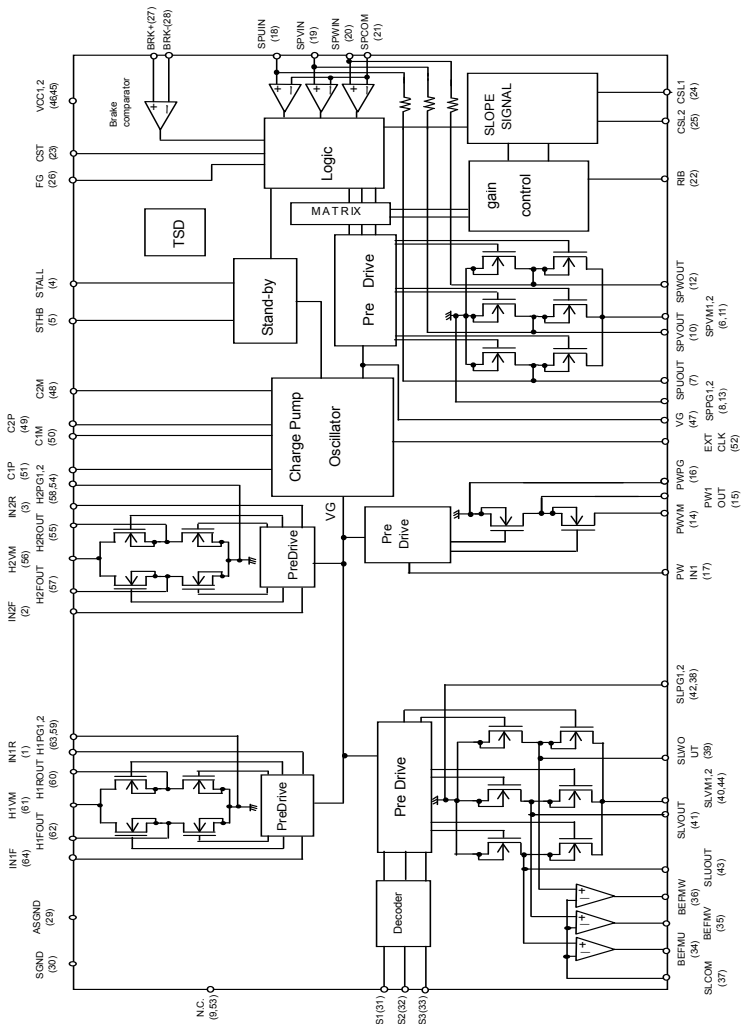 BRK+(27)
BRK-(28)
SPUIN
(18)
SPVIN
(19)
SPWIN
(20)
SPCOM
(21)
VCC1,2
(46,45)
Brake
comparator
CST
(23)
FG
(26)
Logic
SLOPE
SIGNAL
CSL1
(24)
CSL2
(25)
MATRIX
gain
control
RIB
(22)
TSD
STALL
(4)
STHB
(5)
Stand-by
Pre Drive
SPWOUT
(12)
SPVM1,2
(6,11)
SPVOUT
(10)
SPUOUT
(7)
SPPG1,2
(8,13)
C2M
(48)
C2P
(49)
C1M
(50)
C1P
(51)
Charge Pump
Oscillator
VG
(47)
EXT
CLK
(52)
H2PG1,2
(58,54)
IN2R
(3)
H2ROUT
(55)
H2VM
(56)
H2FOUT
(57)
IN2F
(2)
PreDrive
VG
Pre
Drive
PWPG
(16)
PW1
OUT
(15)
PWVM
(14)
PW
IN1
(17)
H1PG1,2
(63,59)
IN1R
(1)
H1ROUT
(60)
H1VM
(61)
H1FOUT
(62)
IN1F
(64)
PreDrive
Pre Drive
SLPG1,2
(42,38)
SLWO
UT
(39)
SLVM1,2
(40,44)
SLVOUT
(41)
SLUOUT
(43)
ASGND
(29)
SGND
(30)
Decoder
BEFMW
(36)
BEFMV
(35)
BEFMU
(34)
SLCOM
(37)
N.C.
(9,53)
S1(31)
S2(32)
S3(33)